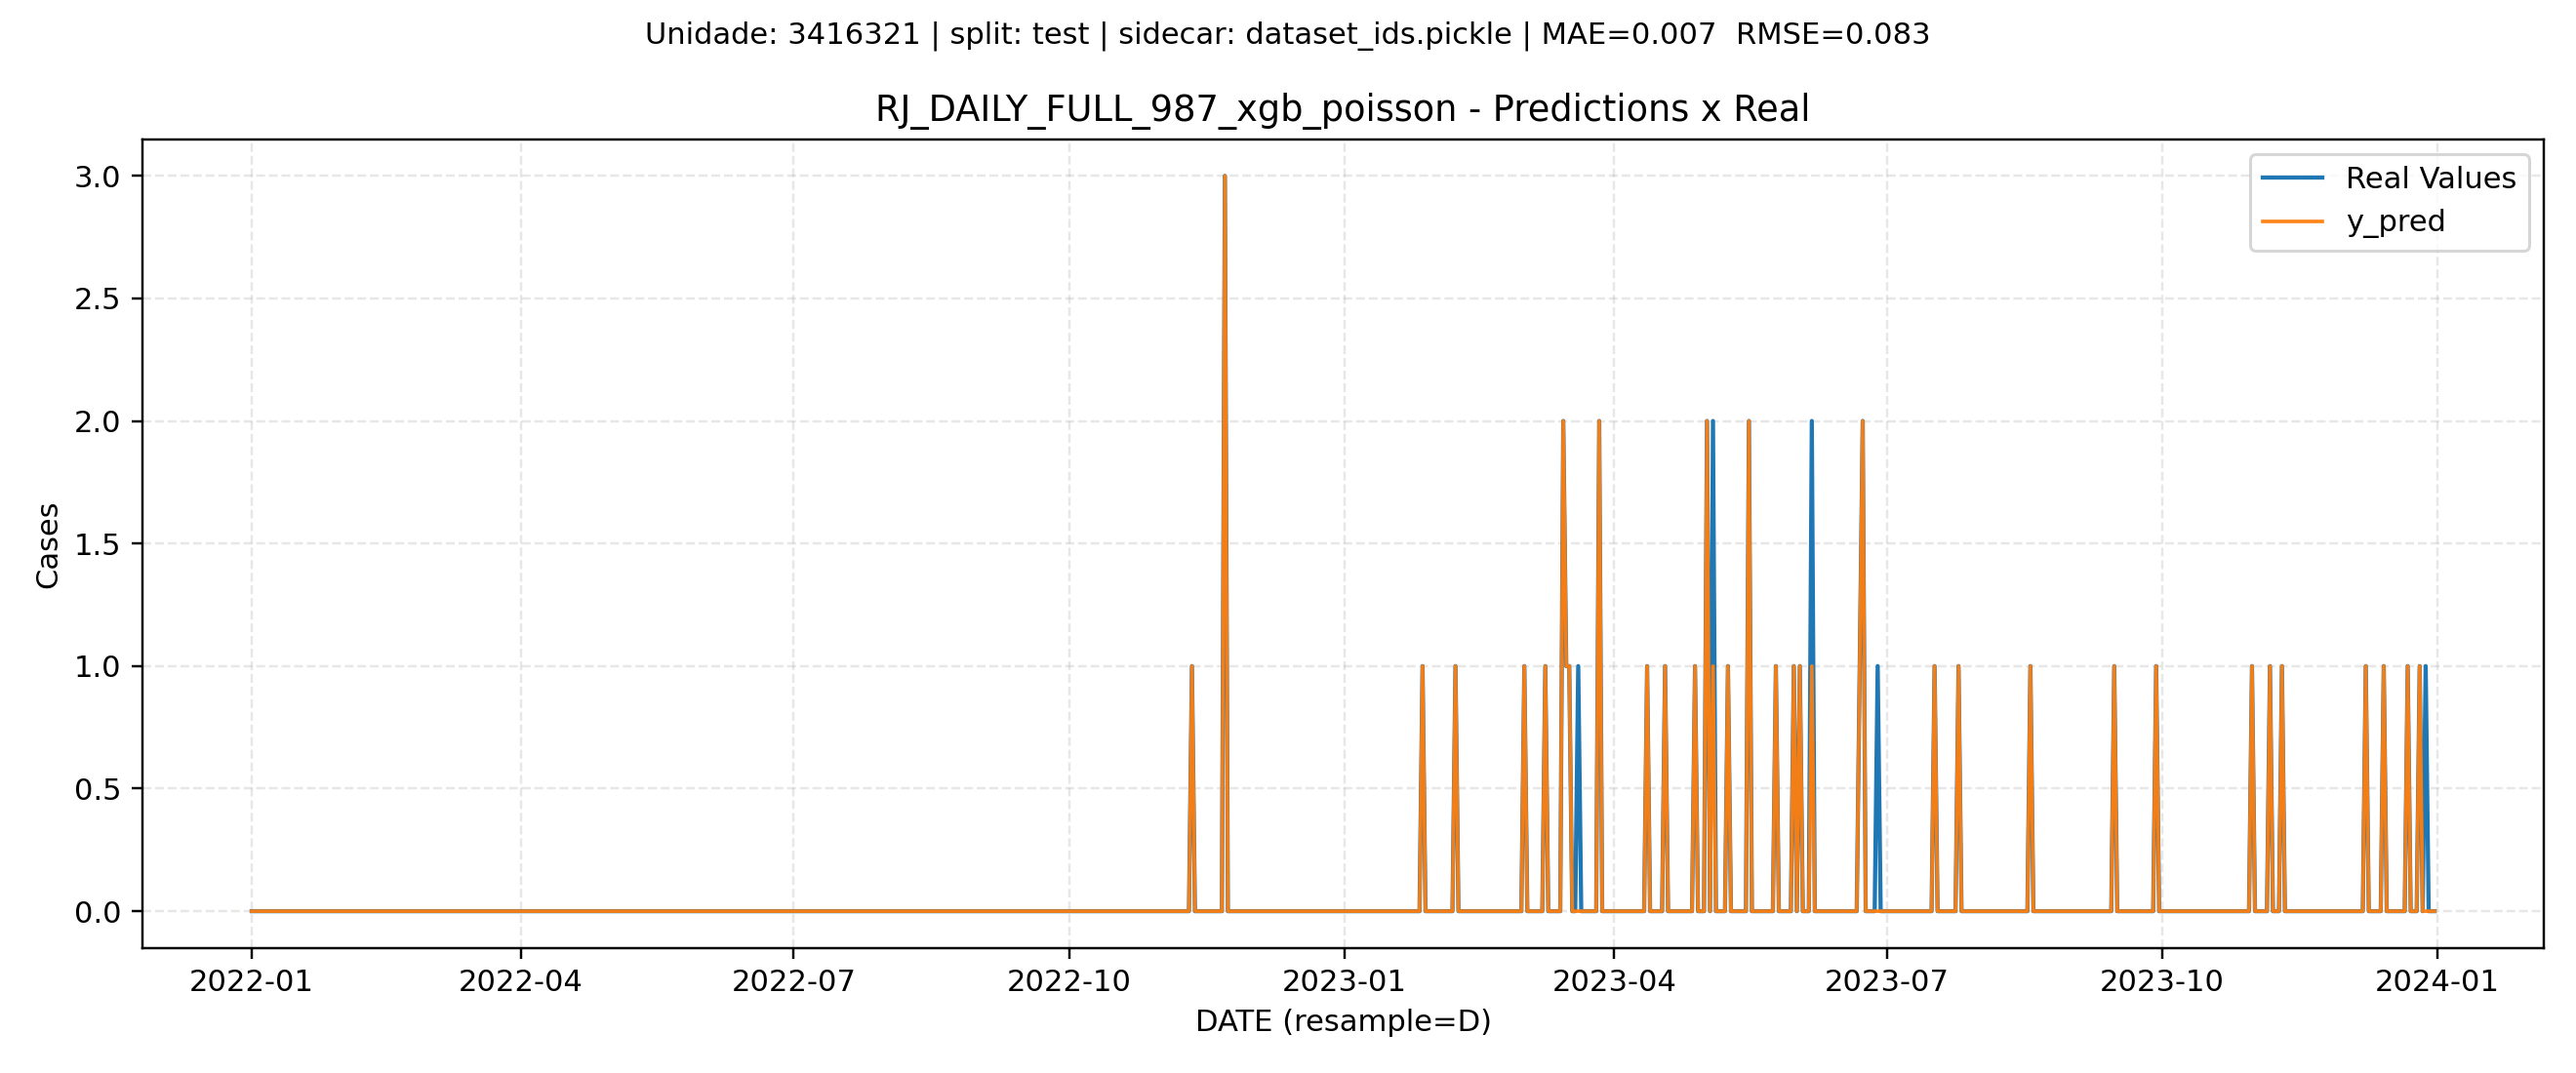 Unidade: 3416321 | split: test | sidecar: dataset_ids.pickle | MAE=0.007  RMSE=0.083
RJ_DAILY_FULL_987_xgb_poisson - Predictions x Real
Real Values
y_pred
Cases
3.0
2.5
2.0
1.5
1.0
0.5
0.0
2022-01
2022-04
2022-07
2022-10
2023-01
2023-04
2023-07
2023-10
2024-01
DATE (resample=D)